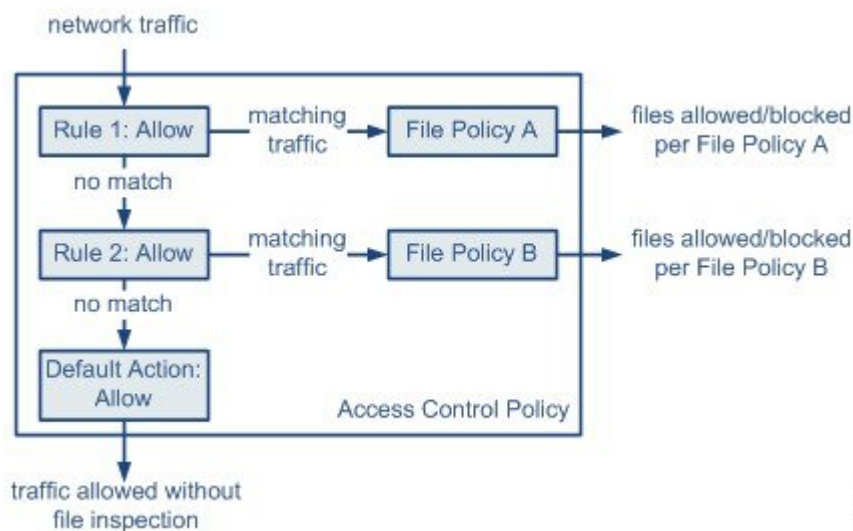 network traffic
Rule 1: Allow
matching
traffic
File Policy A
files allowed/blocked
per File Policy A
no match
Rule 2: Allow
matching
traffic
File Policy B
files allowed/blocked
per File Policy B
no match
Default Action:
Allow
Access Control Policy
traffic allowed without
file inspection